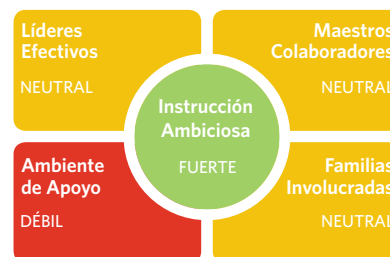 Líderes
Efectivos
NEUTRAL
Maestros
Colaboradores
NEUTRAL
Instrucción
Ambiciosa
FUERTE
Ambiente
de Apoyo
DÉBIL
Familias
Involucradas
NEUTRAL